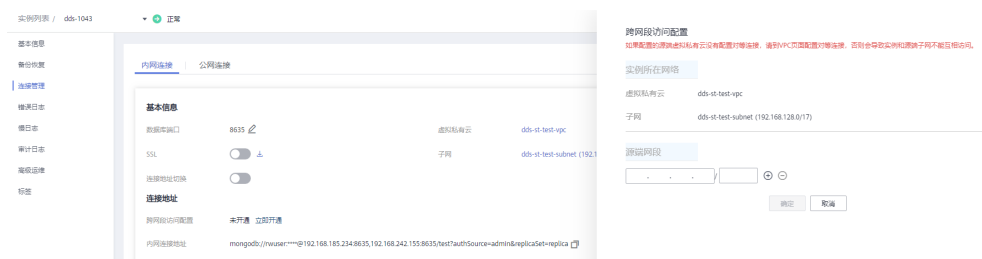 实例列表 / dds-1043 正常
基本信息
备份恢复
连接管理
错误日志
慢日志
审计日志
高级运维
标签
内网连接 公网连接
基本信息
数据库端口 8635 虚拟私有云 dds-st-test-vpc
SSL 子网 dds-st-test-subnet (192.1
连接地址切换
连接地址
跨网段访问配置 未开通 立即开通
内网连接地址 mongodb://rwuser:****@192.168.185.234:8635,192.168.242.155:8635/test?authSource=admin&replicaSet=replica
跨网段访问配置
如果配置的源端虚拟私有云没有配置对等连接，请到VPC页面配置对等连接，否则会导致实例和源端子网不能互相访问。
实例所在网络
虚拟私有云 dds-st-test-vpc
子网 dds-st-test-subnet (192.168.128.0/17)
源端网段
. . . /
确定 取消